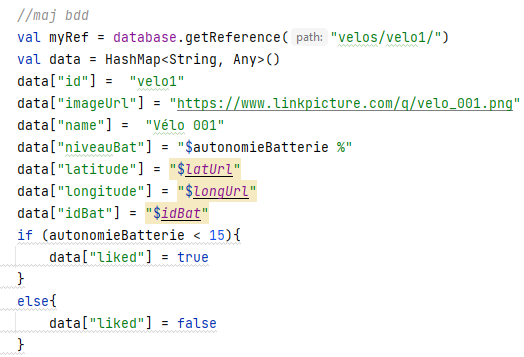 //maj bdd
val myRef = database.getReference( path: "velos/velo1/")
val data = HashMap<String, Any>()
data["id"] =  "velo1"
data["imageUrl"] = "https://www.linkpicture.com/q/velo_001.png"
data["name"] =  "Vélo 001"
data["niveauBat"] = "$autonomieBatterie %"
data["latitude"] = "$latUrl"
data["longitude"] = "$longUrl"
data["idBat"] = "$idBat"
if (autonomieBatterie < 15){
    data["liked"] = true
}
else{
    data["liked"] = false
}